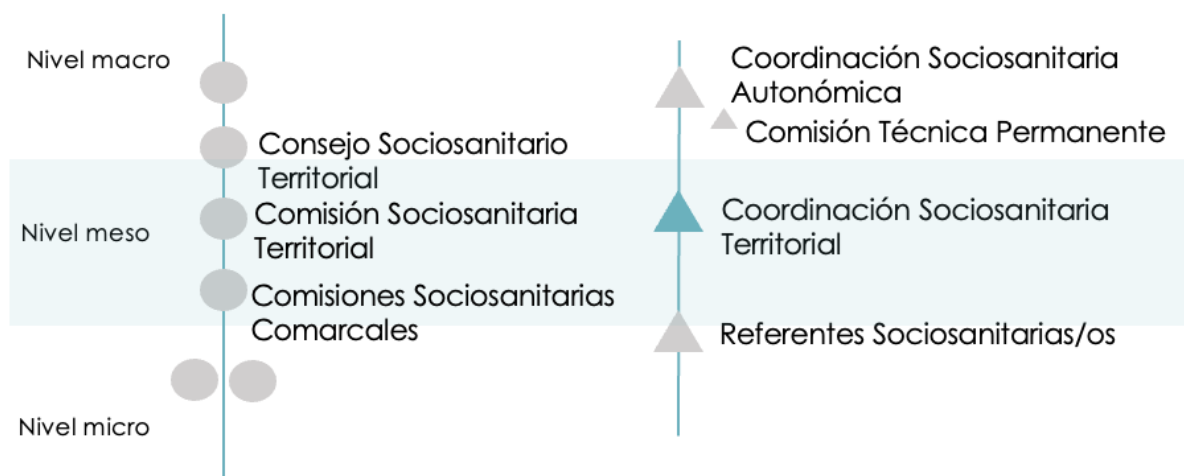 Nivel macro
Consejo Sociosanitario
Territorial
Nivel meso
Comisión Sociosanitaria
Territorial
Comisiones Sociosanitarias
Comarcales
Nivel micro
Coordinación Sociosanitaria
Autonómica
Comisión Técnica Permanente
Coordinación Sociosanitaria
Territorial
Referentes Sociosanitarias/os